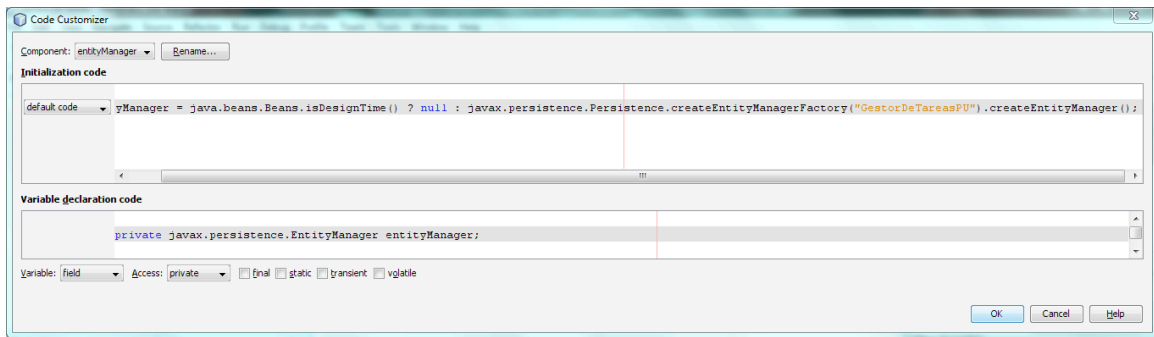 Code Customizer
Component: entityManager Rename...
Initialization code
default code yManager = java.beans.Beans.isDesignTime() ? null : javax.persistence.Persistence.createEntityManagerFactory("GestorDeTareasPU").createEntityManager();
Variable declaration code
private javax.persistence.EntityManager entityManager;
Variable: field Access: private final static transient volatile
OK Cancel Help